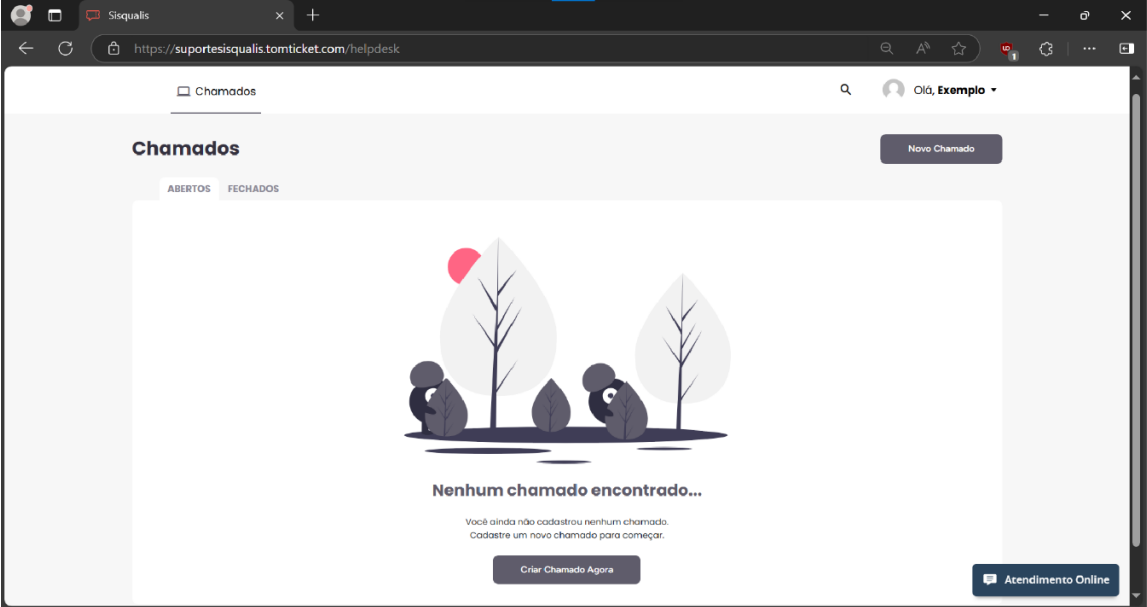 Sisqualis
https://suportesisqualis.tomticket.com/helpdesk
1
Chamados
Olá, Exemplo
Chamados
Novo Chamado
ABERTOS FECHADOS
Nenhum chamado encontrado...
Você ainda não cadastrou nenhum chamado.
Cadastre um novo chamado para começar.
Criar Chamado Agora
Atendimento Online